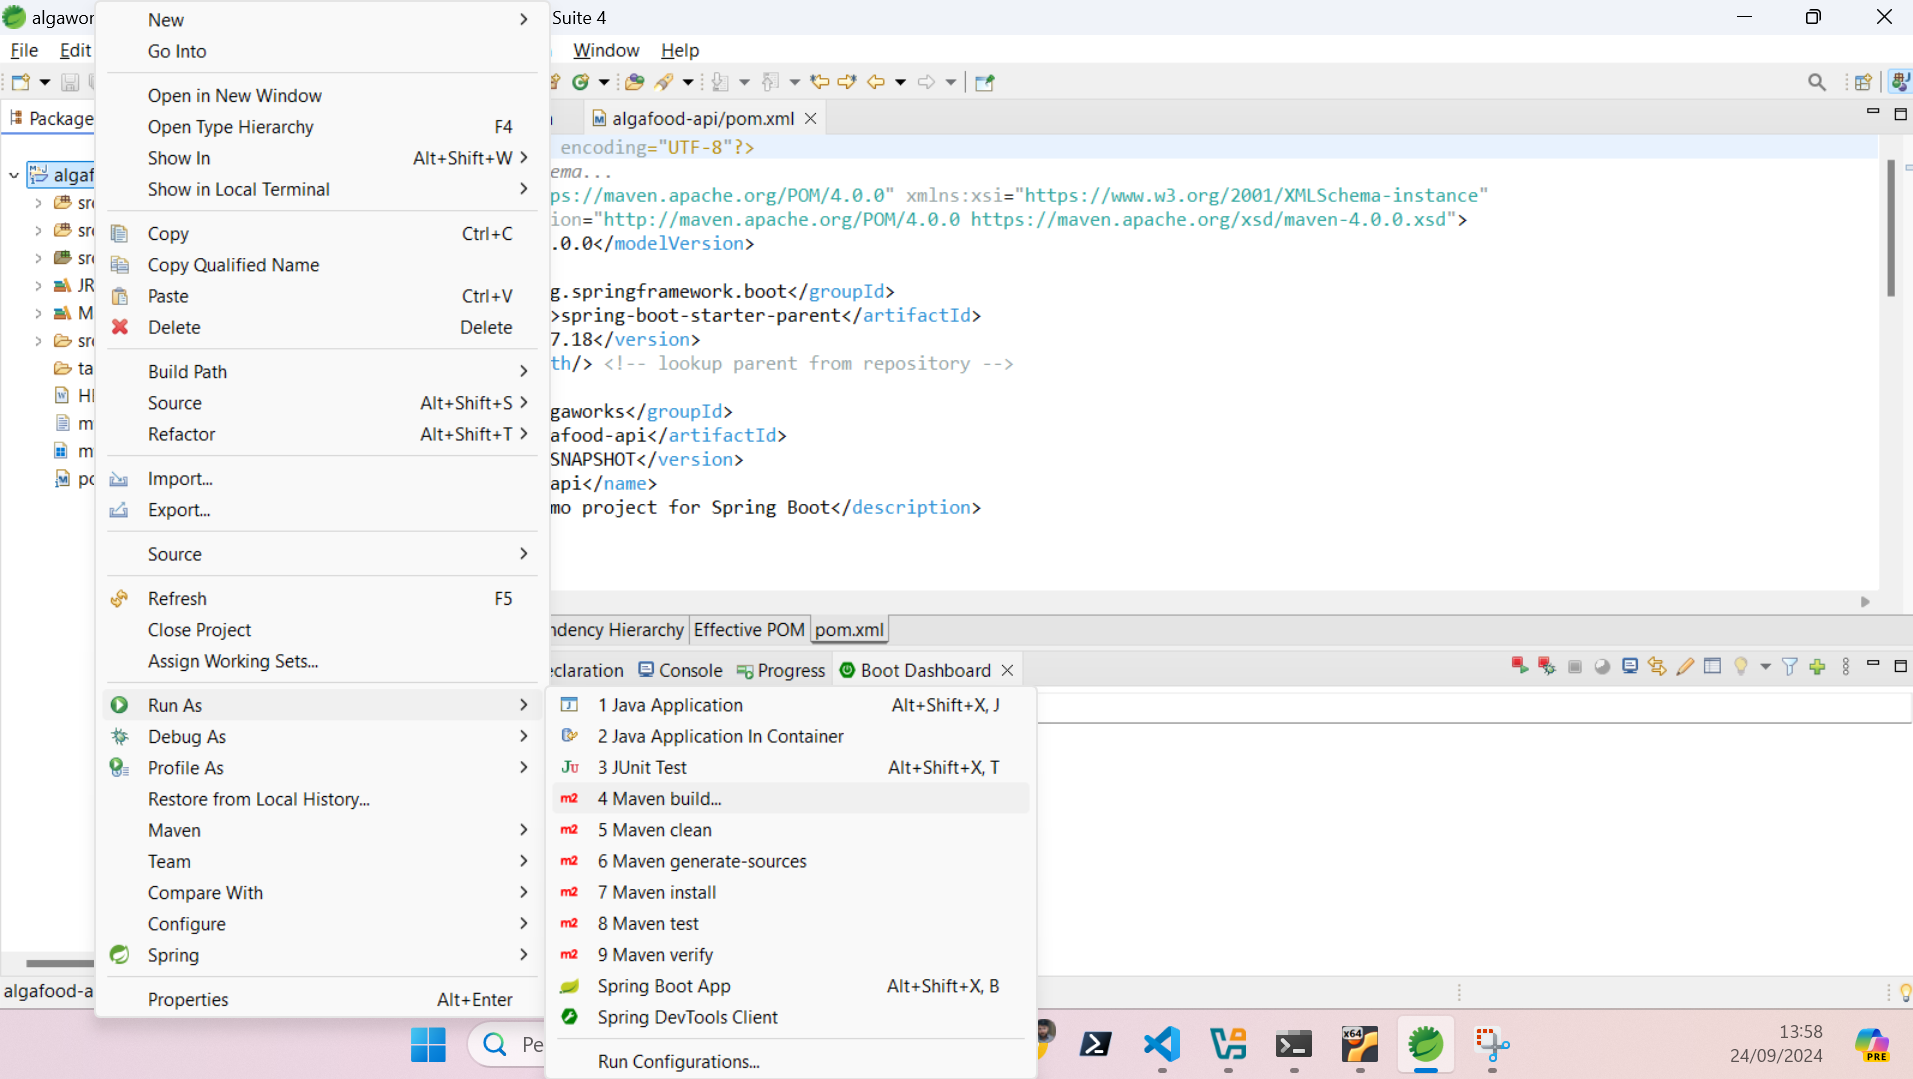 algawor
Suite 4
File
Edit
Window
Help
Package
algafood-api/pom.xml
algaf
src
src
src
JR
M
src
ta
HI
m
m
po
New
Go Into
Open in New Window
Open Type Hierarchy F4
Show In Alt+Shift+W
Show in Local Terminal
Copy Ctrl+C
Copy Qualified Name
Paste Ctrl+V
Delete Delete
Build Path
Source Alt+Shift+S
Refactor Alt+Shift+T
Import...
Export...
Source
Refresh F5
Close Project
Assign Working Sets...
Run As
Debug As
Profile As
Restore from Local History...
Maven
Team
Compare With
Configure
Spring
Properties Alt+Enter
encoding="UTF-8"?>
ema...
ps://maven.apache.org/POM/4.0.0" xmlns:xsi="https://www.w3.org/2001/XMLSchema-instance"
ion="http://maven.apache.org/POM/4.0.0 https://maven.apache.org/xsd/maven-4.0.0.xsd">
.0.0</modelVersion>
g.springframework.boot</groupId>
>spring-boot-starter-parent</artifactId>
7.18</version>
th/> <!-- lookup parent from repository -->
gaworks</groupId>
afood-api</artifactId>
SNAPSHOT</version>
api</name>
mo project for Spring Boot</description>
ndency Hierarchy
Effective POM
pom.xml
eclaration
Console
Progress
Boot Dashboard
1 Java Application Alt+Shift+X, J
2 Java Application In Container
3 JUnit Test Alt+Shift+X, T
4 Maven build...
5 Maven clean
6 Maven generate-sources
7 Maven install
8 Maven test
9 Maven verify
Spring Boot App Alt+Shift+X, B
Spring DevTools Client
Run Configurations...
algafood-a
Pe
x64
13:58
24/09/2024
PRE